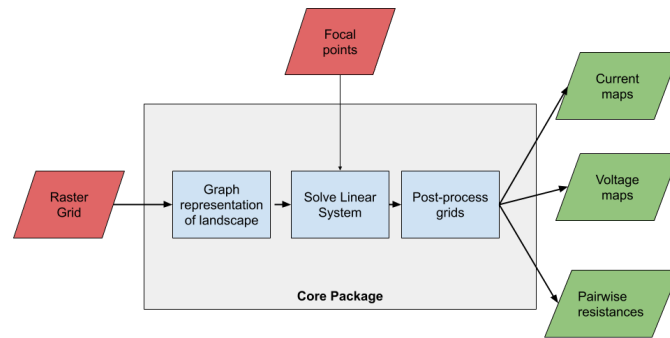 Focal
points
Current
maps
Raster
Grid
Graph
representation
of landscape
Solve Linear
System
Post-process
grids
Voltage
maps
Core Package
Pairwise
resistances